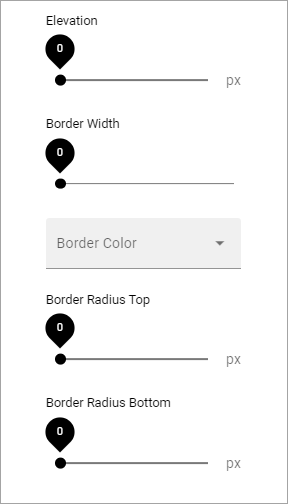 Elevation
0
px
Border Width
0
Border Color
Border Radius Top
0
px
Border Radius Bottom
0
px